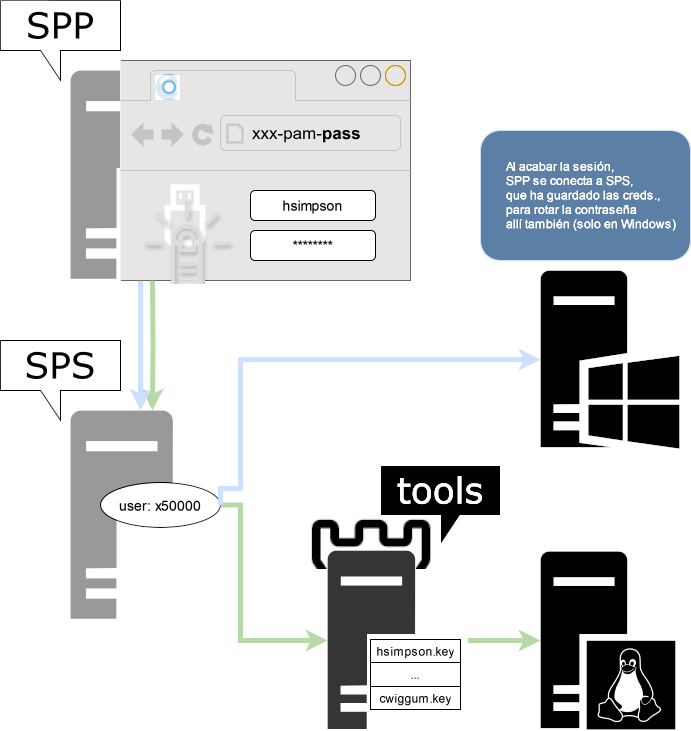 SPP
xxx-pam-pass
hsimpson
********
Al acabar la sesión,
SPP se conecta a SPS,
que ha guardado las creds.,
para rotar la contraseña
allí también (solo en Windows)
SPS
user: x50000
tools
hsimpson.key
...
cwiggum.key